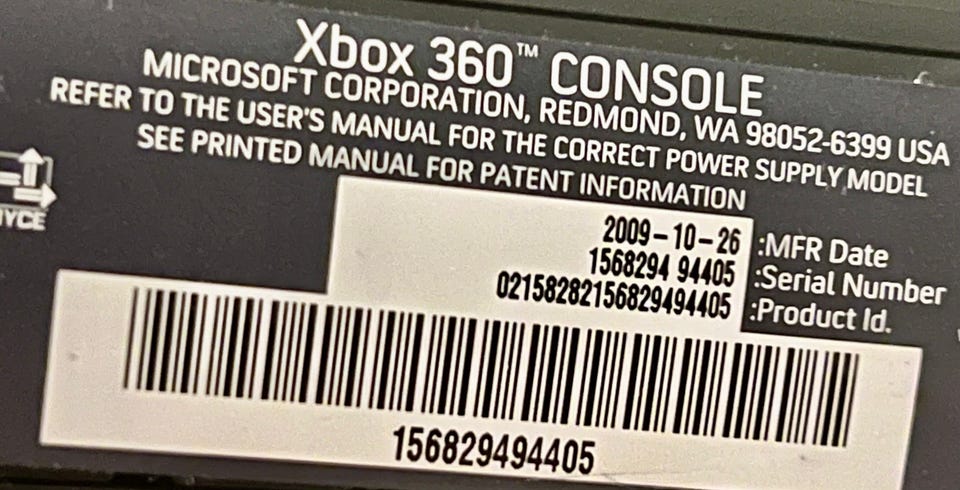 Xbox 360™ CONSOLE
MICROSOFT CORPORATION, REDMOND, WA 98052-6399 USA
REFER TO THE USER'S MANUAL FOR THE CORRECT POWER SUPPLY MODEL
SEE PRINTED MANUAL FOR PATENT INFORMATION
2009-10-26 :MFR Date
1568294 94405 :Serial Number
02158282156829494405 :Product Id.
NYCE
156829494405